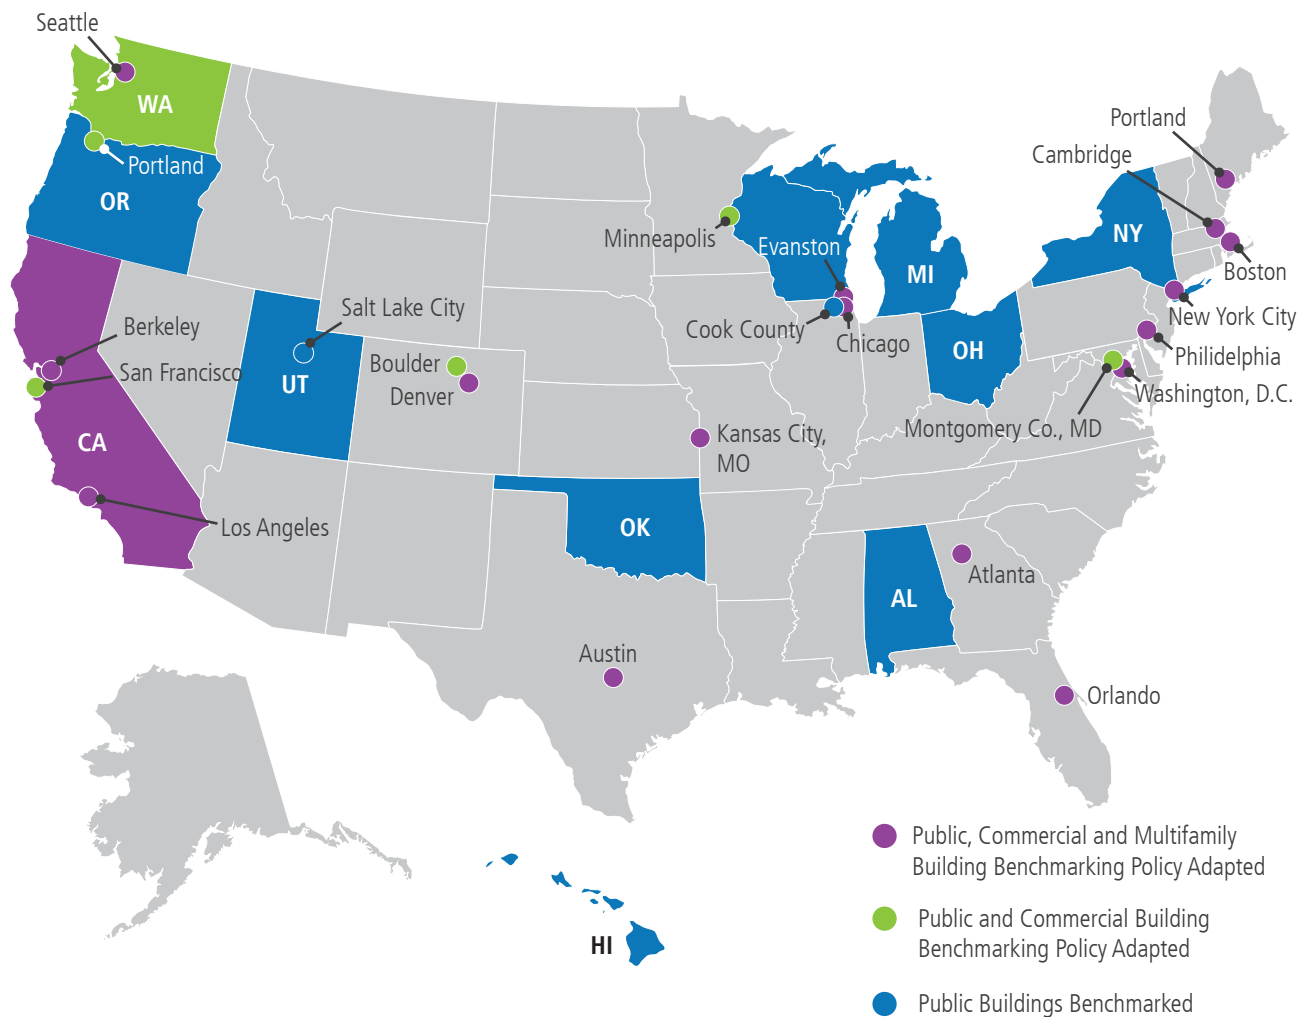 Seattle
WA
Portland
OR
Portland
Cambridge
NY
Boston
Minneapolis
Evanston
MI
New York City
Salt Lake City
Berkeley
San Francisco
UT
Boulder
Denver
Cook County
Chicago
OH
Philidelphia
Washington, D.C.
Montgomery Co., MD
CA
Kansas City,
MO
Los Angeles
OK
Atlanta
AL
Austin
Orlando
HI
Public, Commercial and Multifamily
Building Benchmarking Policy Adapted
Public and Commercial Building
Benchmarking Policy Adapted
Public Buildings Benchmarked